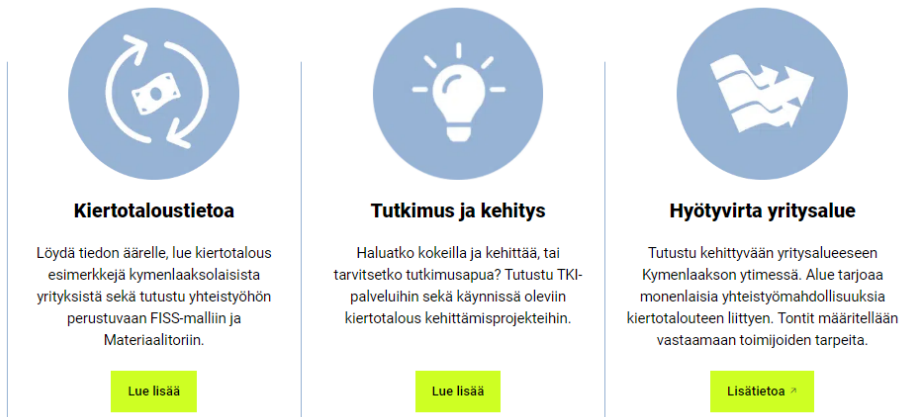 Kiertotaloustietoa
Löydä tiedon äärelle, lue kiertotalous
esimerkkejä kymenlaaksolaisista
yrityksistä sekä tutustu yhteistyöhön
perustuvaan FISS-malliin ja
Materiaalitoriin.
Lue lisää
Tutkimus ja kehitys
Haluatko kokeilla ja kehittää, tai
tarvitsetko tutkimusapua? Tutustu TKI-
palveluihin sekä käynnissä oleviin
kiertotalous kehittämisprojekteihin.
Lue lisää
Hyötyvirta yritysalue
Tutustu kehittyvään yritysalueeseen
Kymenlaakson ytimessä. Alue tarjoaa
monenlaisia yhteistyömahdollisuuksia
kiertotalouteen liittyen. Tontit määritellään
vastaamaan toimijoiden tarpeita.
Lisätietoa ↗